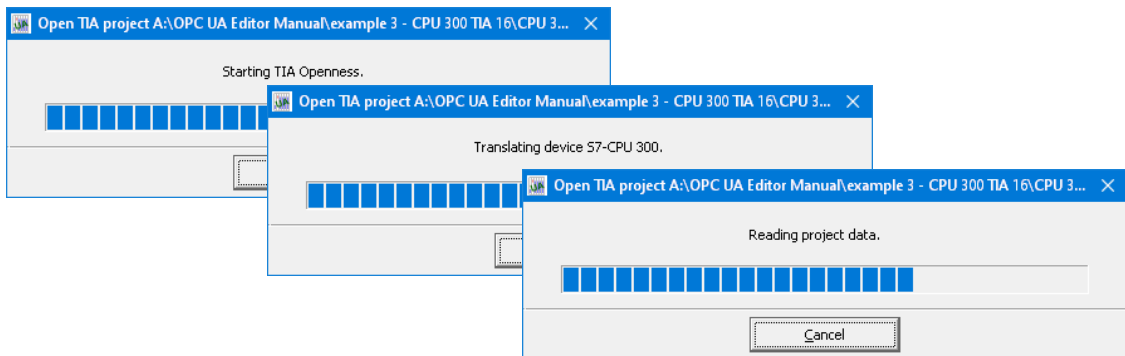 Open TIA project A:\OPC UA Editor Manual\example 3 - CPU 300 TIA 16\CPU 3...
Starting TIA Openness.
Open TIA project A:\OPC UA Editor Manual\example 3 - CPU 300 TIA 16\CPU 3...
Translating device S7-CPU 300.
Open TIA project A:\OPC UA Editor Manual\example 3 - CPU 300 TIA 16\CPU 3...
Reading project data.
Cancel